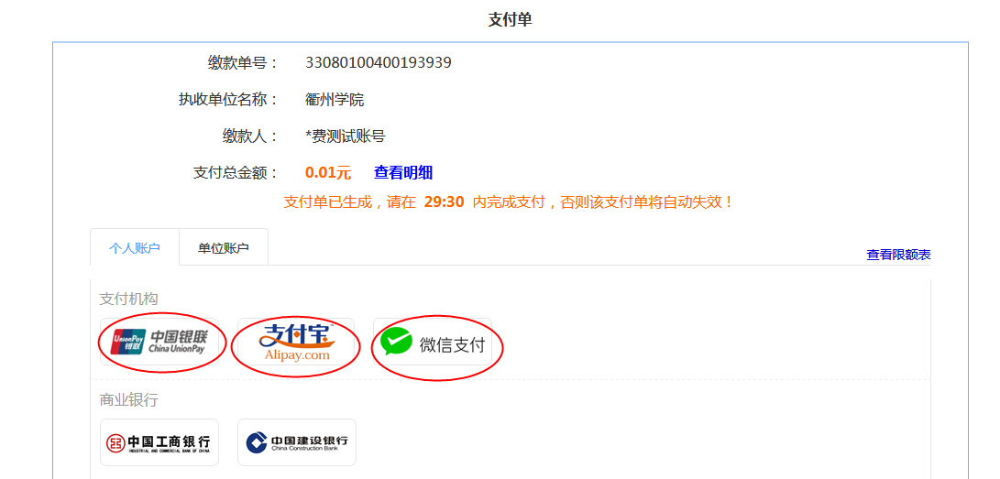 支付单
缴款单号： 33080100400193939
执收单位名称： 衢州学院
缴款人： *费测试账号
支付总金额： 0.01元 查看明细
支付单已生成，请在 29:30 内完成支付，否则该支付单将自动失效！
个人账户 单位账户 查看限额表
支付机构
UnionPay 银联 中国银联 China UnionPay
支付宝 Alipay.com
微信支付
商业银行
中国工商银行 INDUSTRIAL AND COMMERCIAL BANK OF CHINA
中国建设银行 China Construction Bank